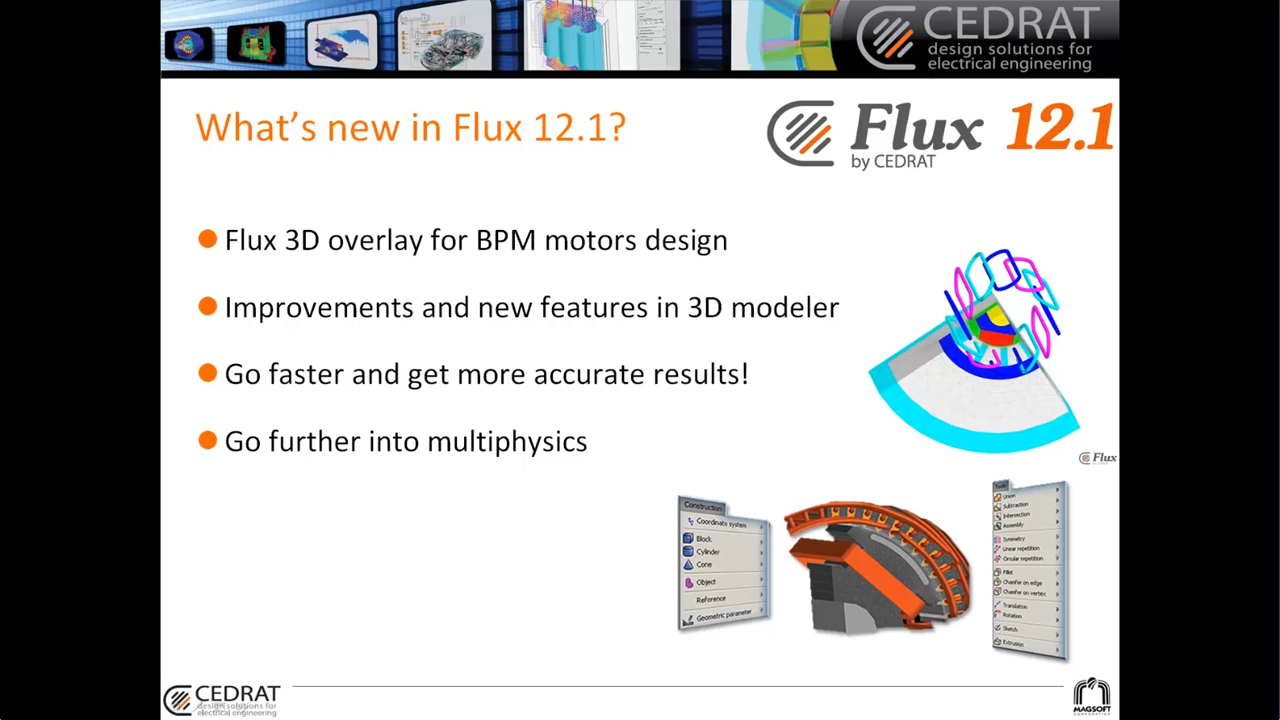 CEDRAT
design solutions for
electrical engineering
What's new in Flux 12.1?
Flux 12.1
by CEDRAT
Flux 3D overlay for BPM motors design
Improvements and new features in 3D modeler
Go faster and get more accurate results!
Go further into multiphysics
Flux
Construction
Coordinate system
Block
Cylinder
Cone
Object
Reference
Geometric parameter
Tools
Union
Subtraction
Intersection
Assembly
Symmetry
Linear repetition
Circular repetition
Fillet
Chamfer on edge
Chamfer on vertex
Translation
Rotation
Sketch
Extrusion
CEDRAT
design solutions for
electrical engineering
MAGSOFT
CORPORATION